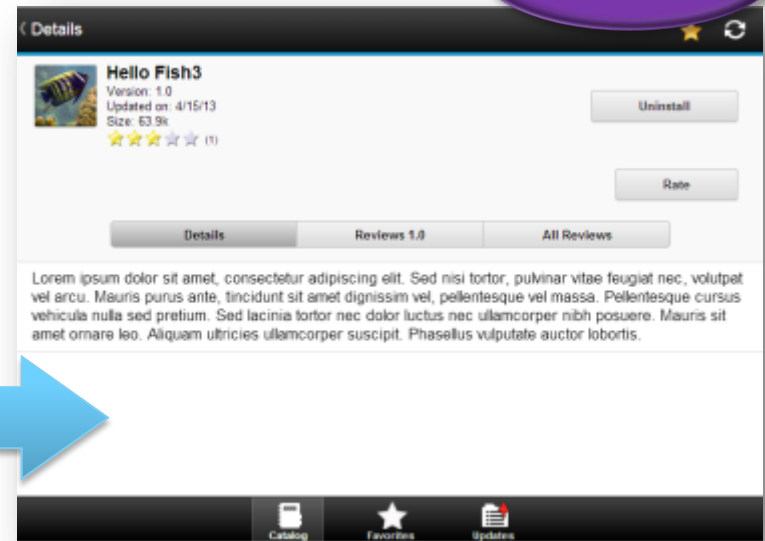 Details
Hello Fish3
Version: 1.0
Updated on: 4/15/13
Size: 63.9k
(1)
Uninstall
Rate
Details
Reviews 1.0
All Reviews
Lorem ipsum dolor sit amet, consectetur adipiscing elit. Sed nisi tortor, pulvinar vitae feugiat nec, volutpat
vel arcu. Mauris purus ante, tincidunt sit amet dignissim vel, pellentesque vel massa. Pellentesque cursus
vehicula nulla sed pretium. Sed lacinia tortor nec dolor luctus nec ullamcorper nibh posuere. Mauris sit
amet ornare leo. Aliquam ultricies ullamcorper suscipit. Phasellus vulputate auctor lobortis.
Catalog
Favorites
Updates